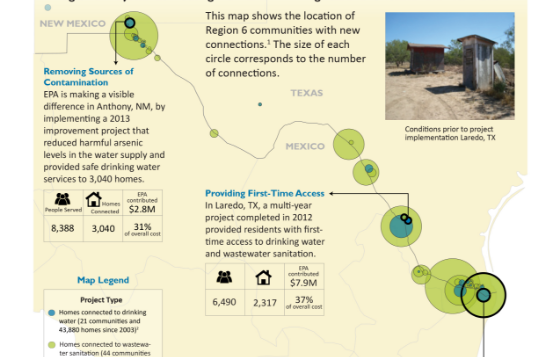 NEW MEXICO
This map shows the location of
Region 6 communities with new
connections.¹ The size of each
circle corresponds to the number
of connections.
Removing Sources of
Contamination
EPA is making a visible
difference in Anthony, NM, by
implementing a 2013
improvement project that
reduced harmful arsenic
levels in the water supply and
provided safe drinking water
services to 3,040 homes.
People Served
Homes
Connected
EPA
contributed
$2.8M
8,388
3,040
31%
of overall cost
TEXAS
MEXICO
Conditions prior to project
implementation Laredo, TX
Providing First-Time Access
In Laredo, TX, a multi-year
project completed in 2012
provided residents with first-
time access to drinking water
and wastewater sanitation.
EPA
contributed
$7.9M
6,490
2,317
37%
of overall cost
Map Legend
Project Type
Homes connected to drinking
water (21 communities and
43,880 homes since 2003)²
Homes connected to wastewa-
ter sanitation (44 communities